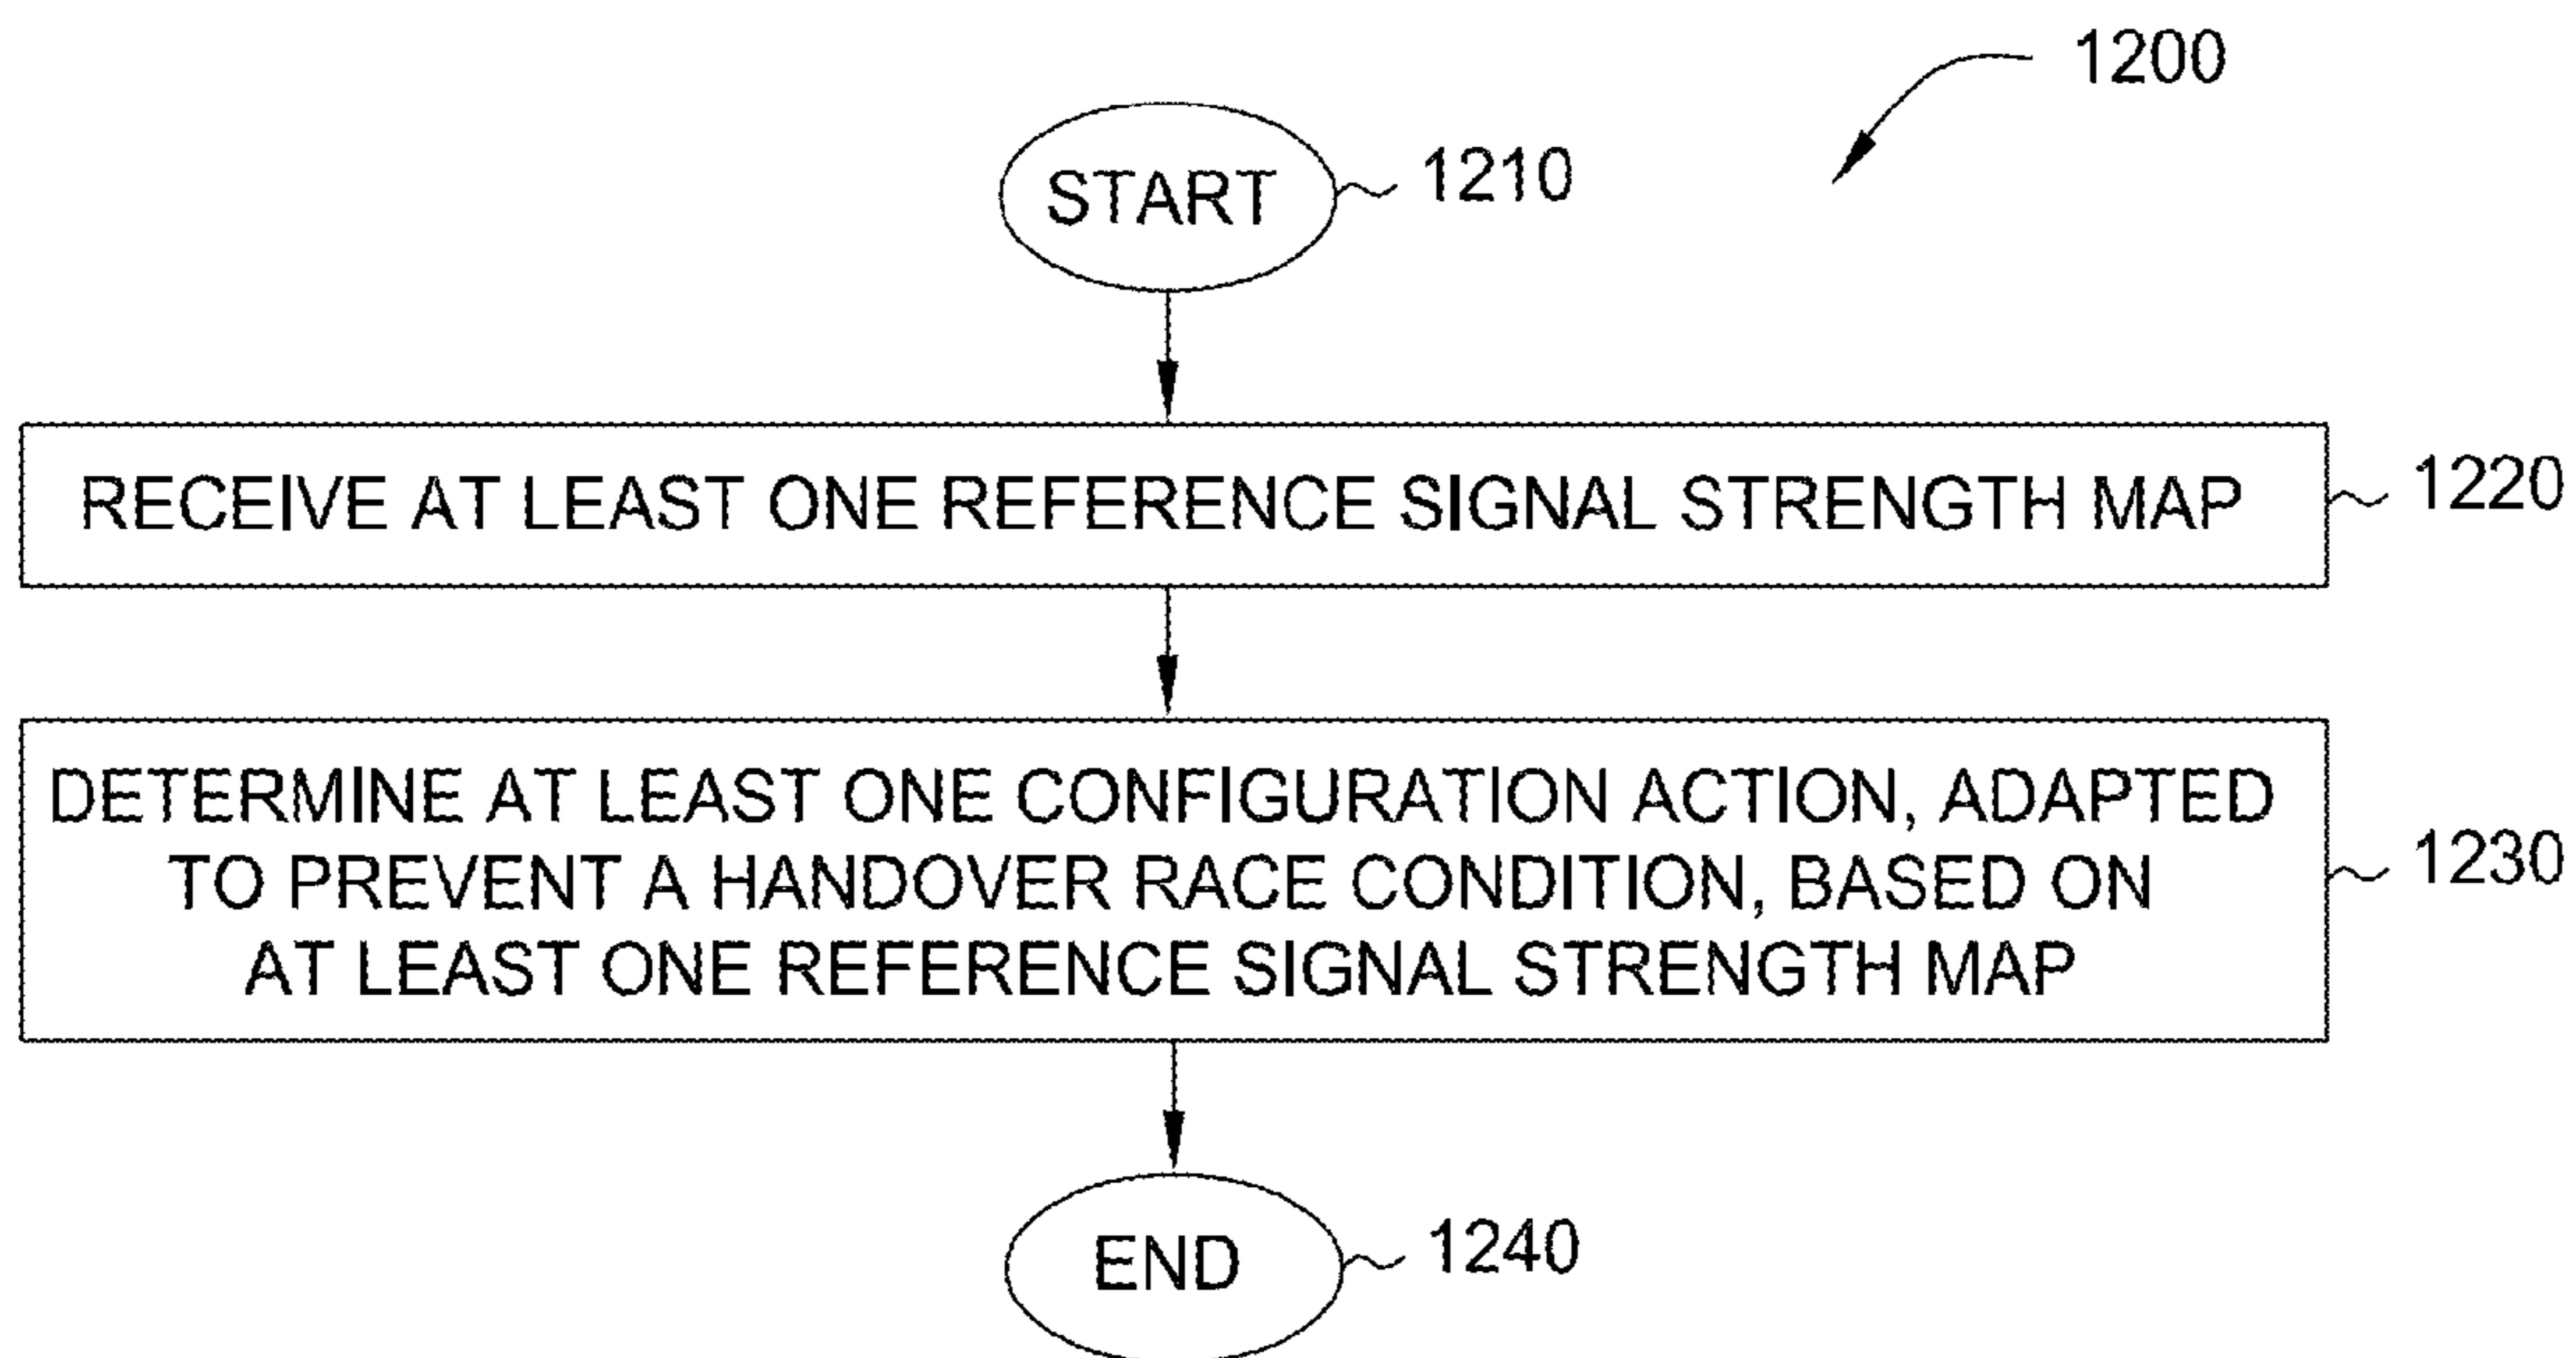 1200
START
1210
RECEIVE AT LEAST ONE REFERENCE SIGNAL STRENGTH MAP
1220
DETERMINE AT LEAST ONE CONFIGURATION ACTION, ADAPTED
TO PREVENT A HANDOVER RACE CONDITION, BASED ON
AT LEAST ONE REFERENCE SIGNAL STRENGTH MAP
1230
END
1240